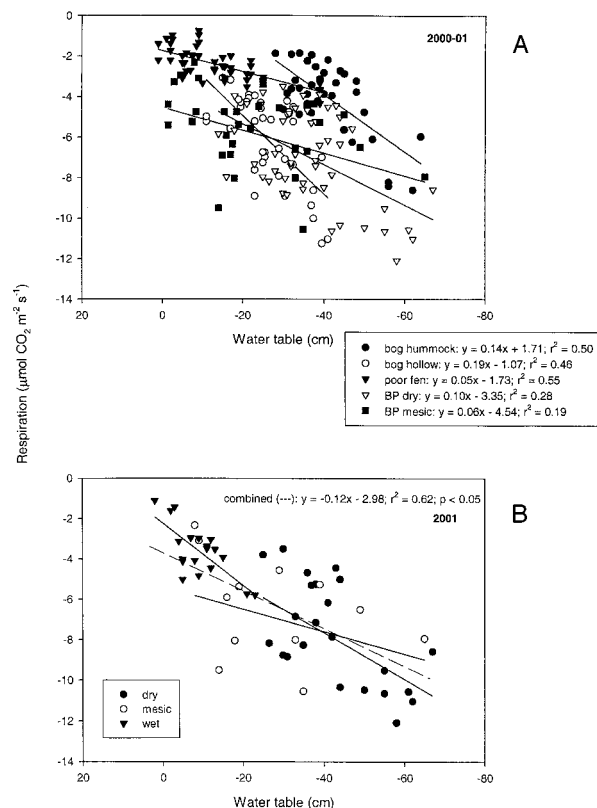 A
2000-01
0
-2
-4
-6
-8
-10
-12
-14
20
0
-20
-40
-60
-80
Water table (cm)
Respiration (μmol CO2 m-2 s-1)
bog hummock: y = 0.14x + 1.71; r2 = 0.50
bog hollow: y = 0.19x - 1.07; r2 = 0.46
poor fen: y = 0.05x - 1.73; r2 = 0.55
BP dry: y = 0.10x - 3.35; r2 = 0.28
BP mesic: y = 0.06x - 4.54; r2 = 0.19
B
combined (---): y = -0.12x - 2.98; r2 = 0.62; p < 0.05
2001
0
-2
-4
-6
-8
-10
-12
-14
dry
mesic
wet
20
0
-20
-40
-60
-80
Water table (cm)